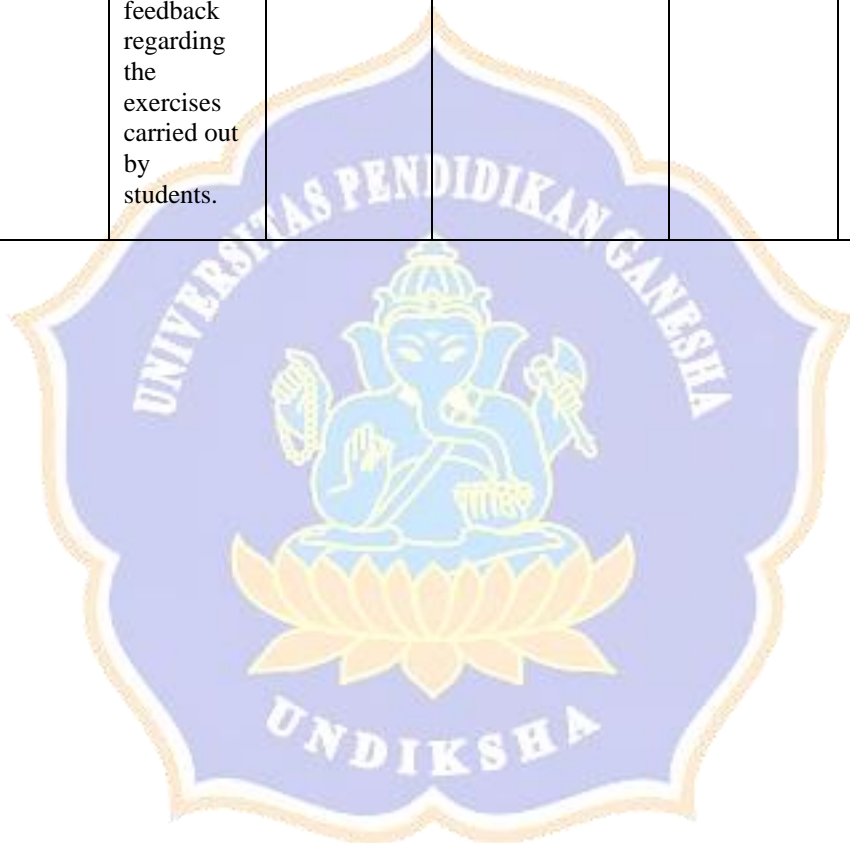 feedback
regarding
the
exercises
carried out
by
students.
UNIVERSITAS PENDIDIKAN GANESHA
UNDIKSHA